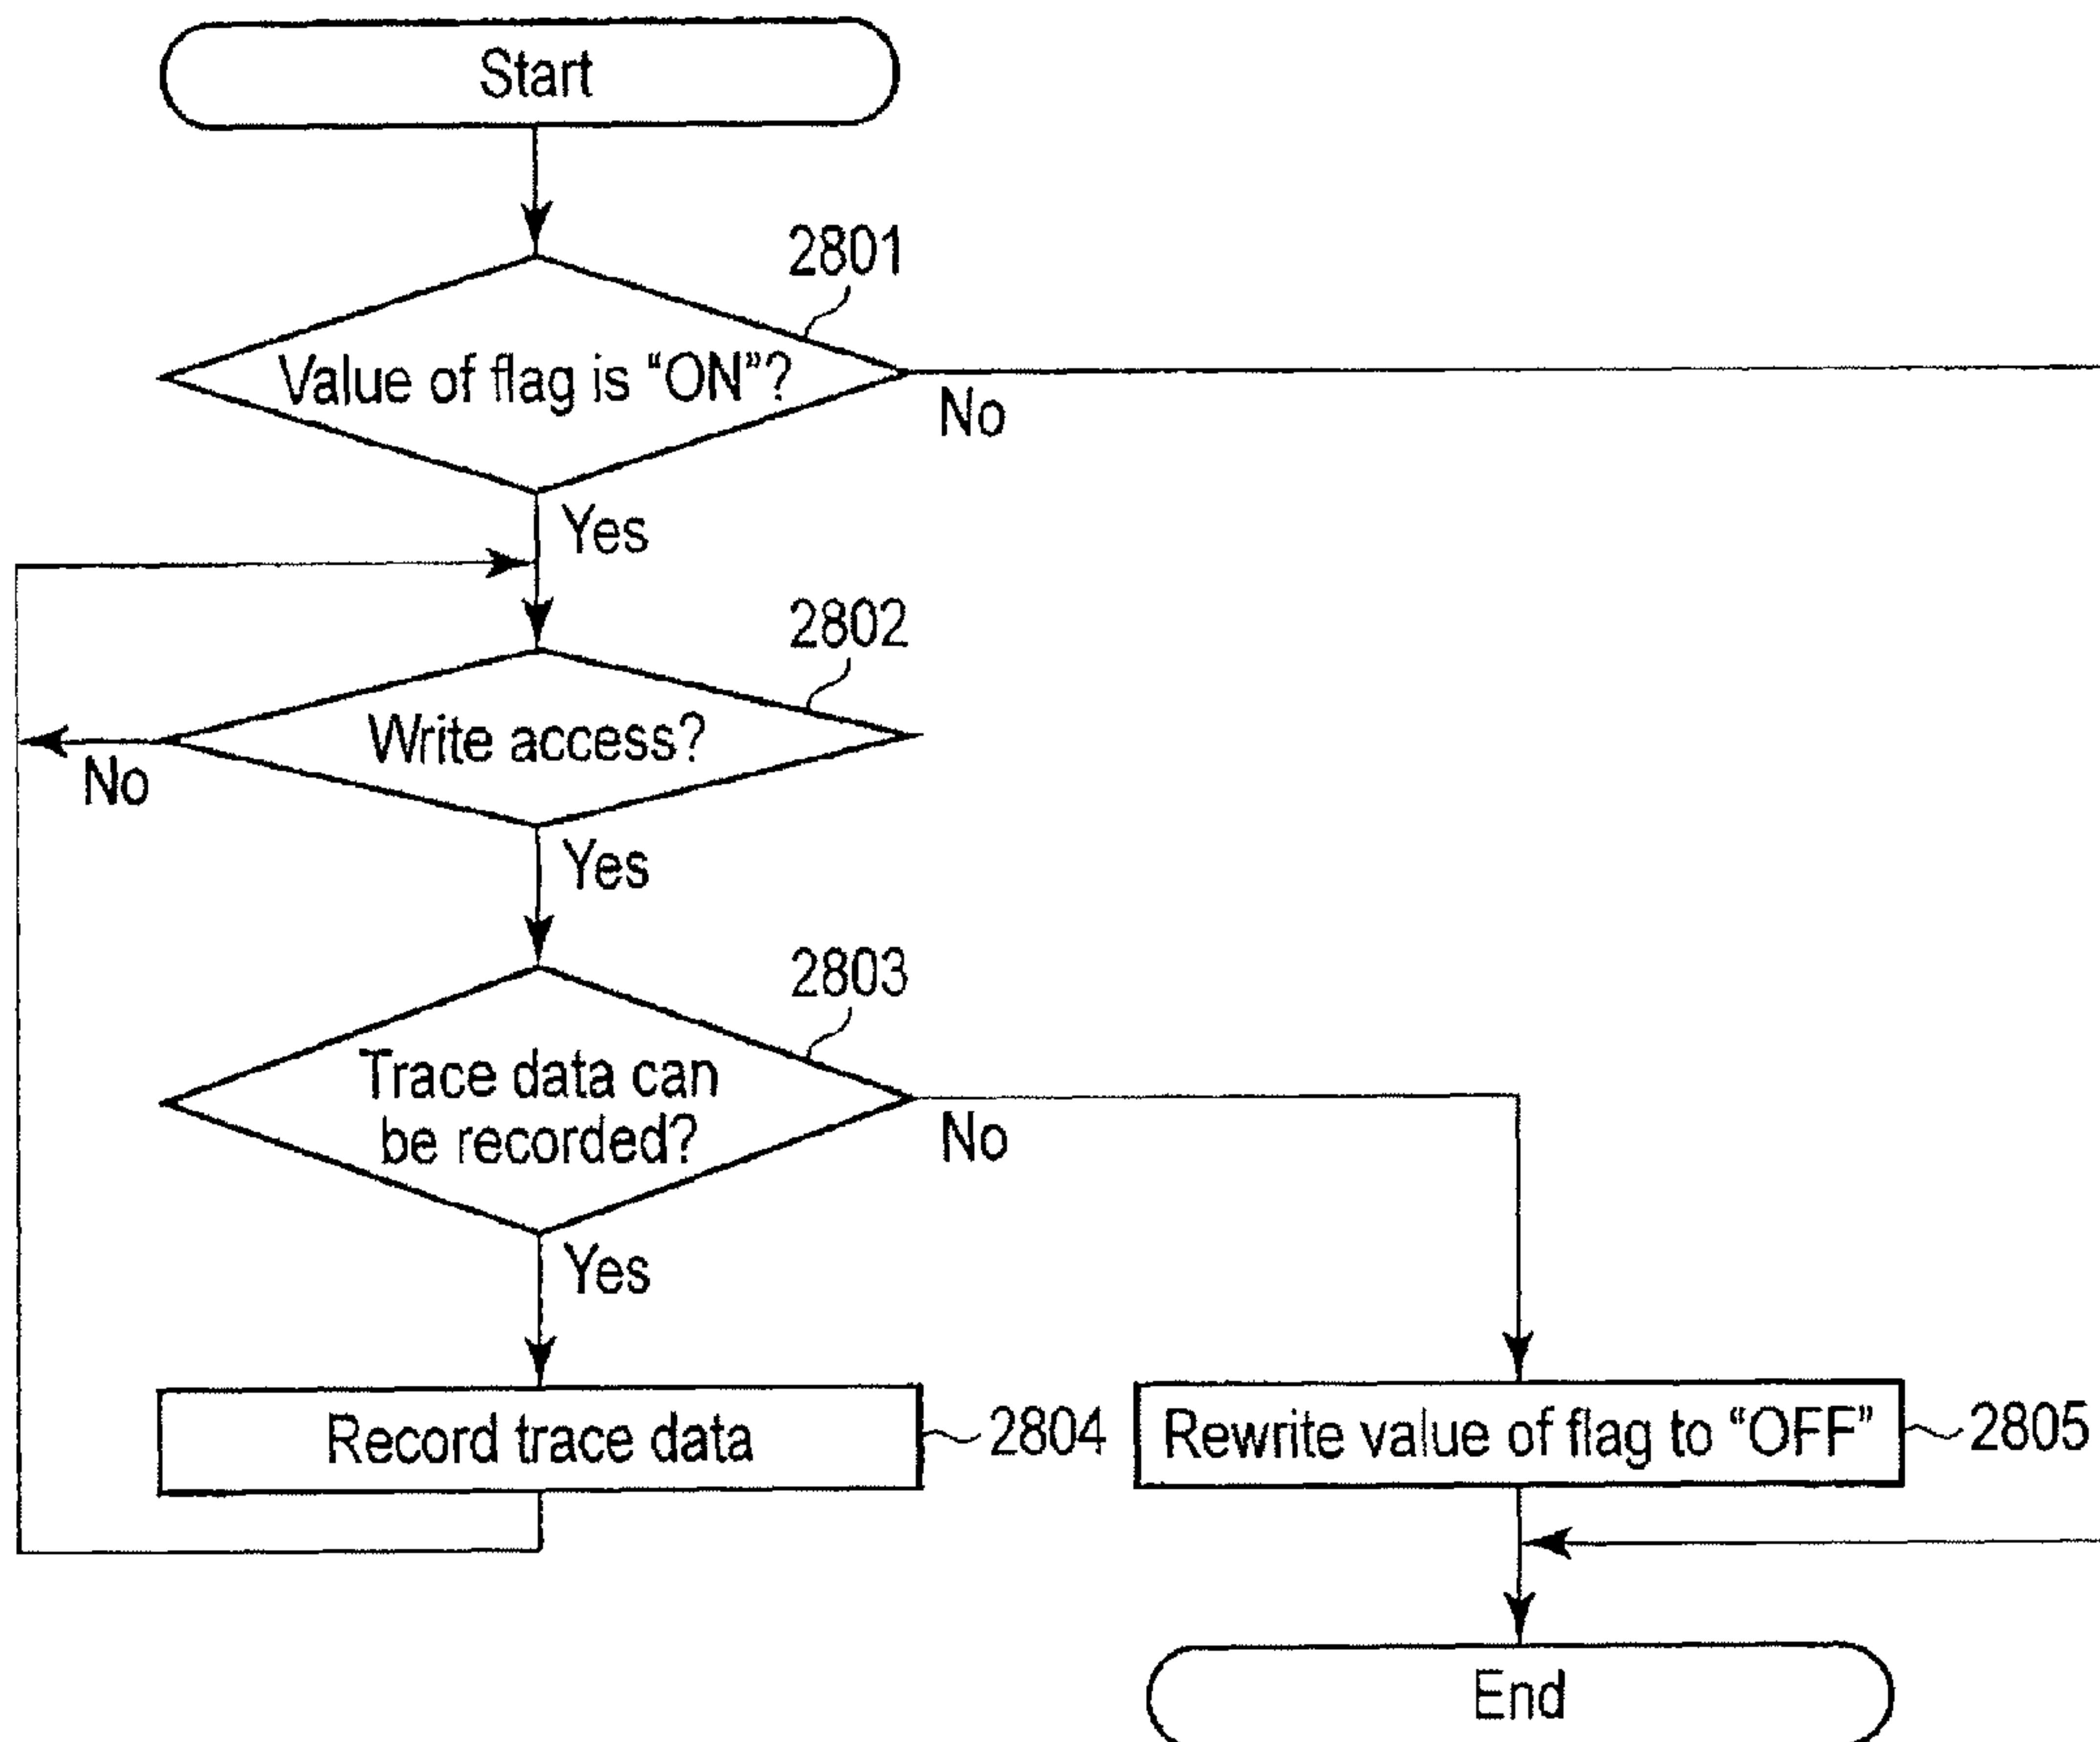 Start
2801
Value of flag is “ON”?
No
Yes
2802
Write access?
No
Yes
2803
Trace data can
be recorded?
No
Yes
Record trace data
2804
Rewrite value of flag to “OFF”
2805
End